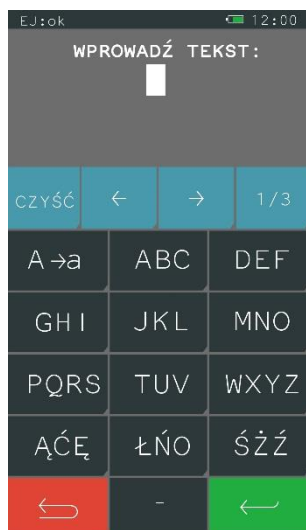 EJ:ok 12:00
WPROWADŹ TEKST:
CZYŚĆ ← → 1/3
A→a ABC DEF
GHI JKL MNO
PQRS TUV WXYZ
ĄĆĘ ŁŃO ŚŻŹ
-